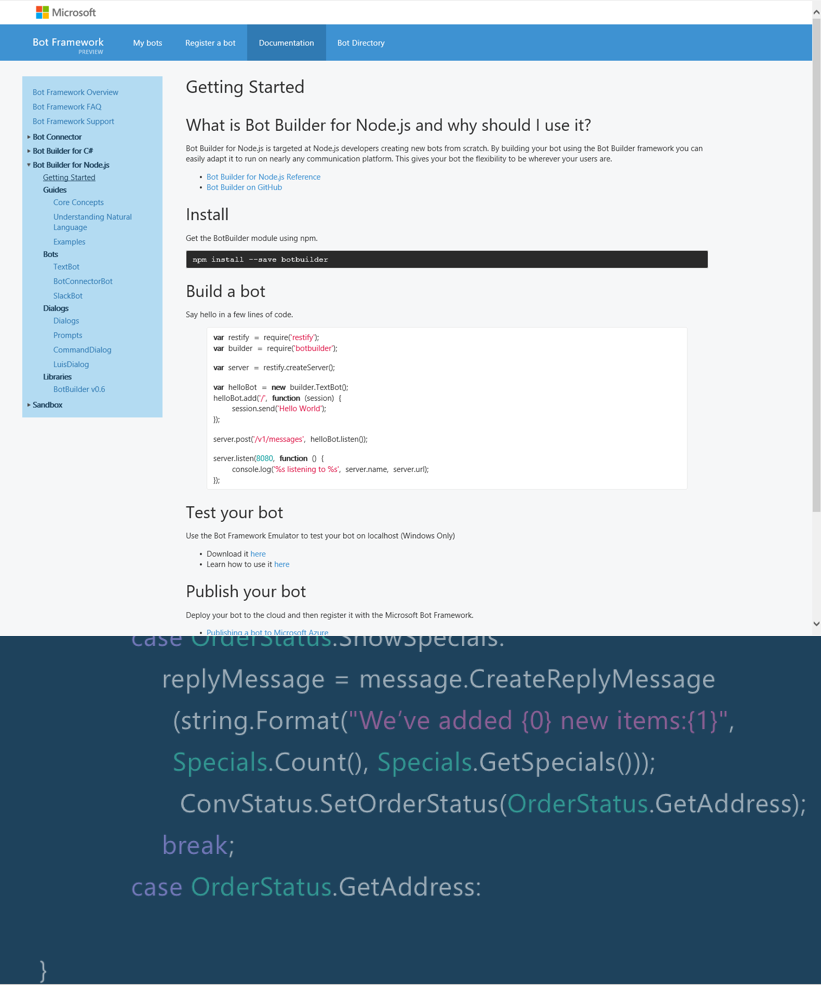 Microsoft
Bot Framework
PREVIEW
My bots
Register a bot
Documentation
Bot Directory
Bot Framework Overview
Bot Framework FAQ
Bot Framework Support
Bot Connector
Bot Builder for C#
Bot Builder for Node.js
Getting Started
Guides
Core Concepts
Understanding Natural
Language
Examples
Bots
TextBot
BotConnectorBot
SlackBot
Dialogs
Dialogs
Prompts
CommandDialog
LuisDialog
Libraries
BotBuilder v0.6
Sandbox
Getting Started
What is Bot Builder for Node.js and why should I use it?
Bot Builder for Node.js is targeted at Node.js developers creating new bots from scratch. By building your bot using the Bot Builder framework you can
easily adapt it to run on nearly any communication platform. This gives your bot the flexibility to be wherever your users are.
• Bot Builder for Node.js Reference
• Bot Builder on GitHub
Install
Get the BotBuilder module using npm.
npm install --save botbuilder
Build a bot
Say hello in a few lines of code.
var restify = require('restify');
var builder = require('botbuilder');
var server = restify.createServer();
var helloBot = new builder.TextBot();
helloBot.add('/', function (session) {
session.send('Hello World');
});
server.post('/v1/messages', helloBot.listen());
server.listen(8080, function () {
console.log('%s listening to %s', server.name, server.url);
});
Test your bot
Use the Bot Framework Emulator to test your bot on localhost (Windows Only)
• Download it here
• Learn how to use it here
Publish your bot
Deploy your bot to the cloud and then register it with the Microsoft Bot Framework.
• Publishing a bot to Microsoft Azure
case OrderStatus.ShowSpecials:
replyMessage = message.CreateReplyMessage
(string.Format("We've added {0} new items:{1}",
Specials.Count(), Specials.GetSpecials()));
ConvStatus.SetOrderStatus(OrderStatus.GetAddress);
break;
case OrderStatus.GetAddress:
}